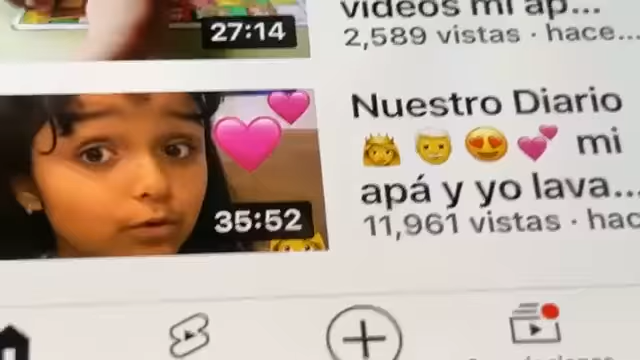 27:14
videos mi ap...
2,589 vistas · hace...
35:52
Nuestro Diario
👸 👨‍🦳 😍 💕 mi
apá y yo lava...
11,961 vistas · hac